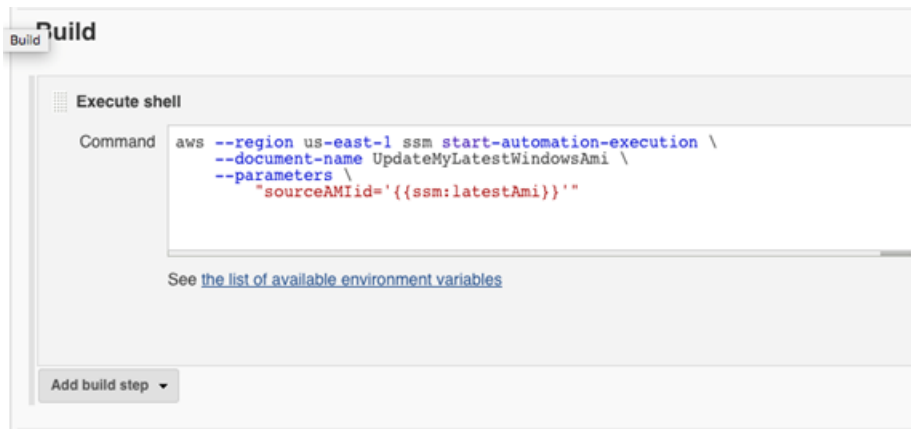 Build
Build
Execute shell
Command
aws --region us-east-1 ssm start-automation-execution \
--document-name UpdateMyLatestWindowsAmi \
--parameters \
"sourceAMIid='{{ssm:latestAmi}}'"
See the list of available environment variables
Add build step